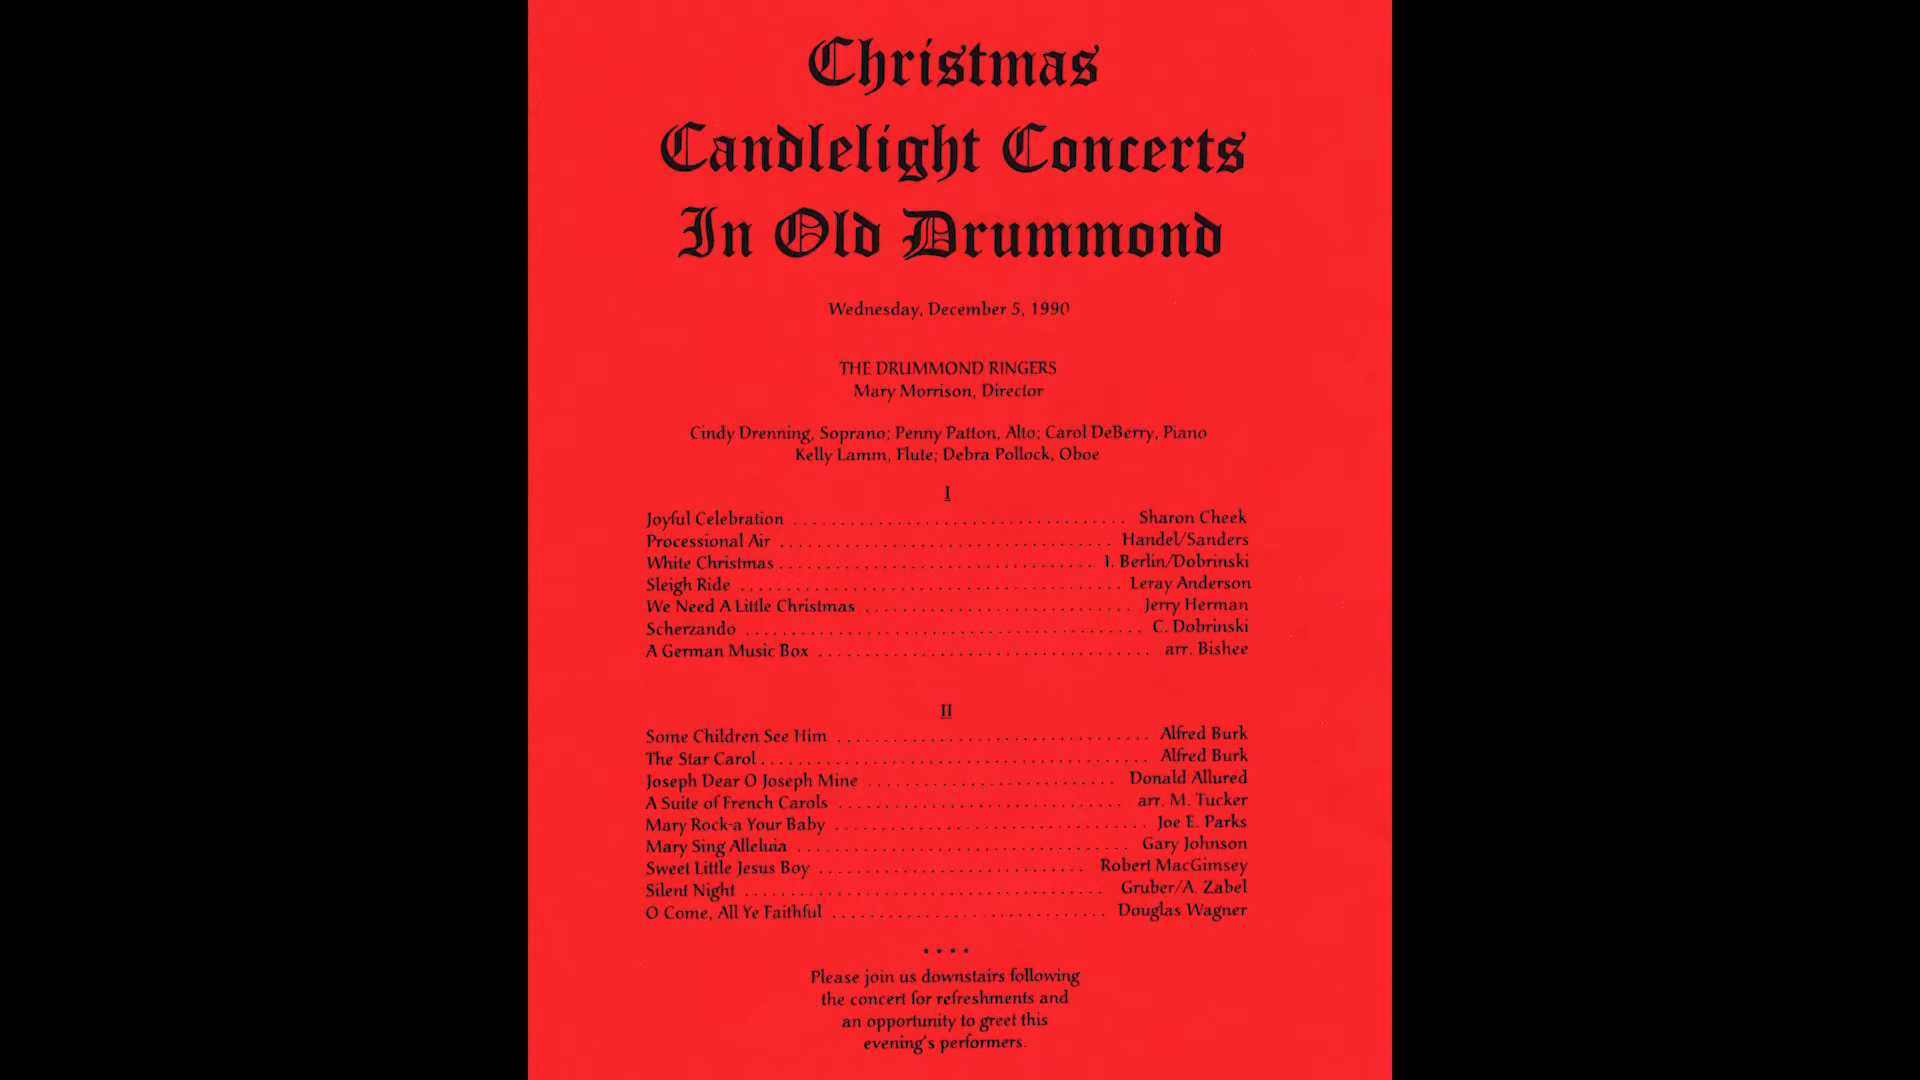 Christmas
Candlelight Concerts
In Old Drummond
Wednesday, December 5, 1990
THE DRUMMOND RINGERS
Mary Morrison, Director
Cindy Drenning, Soprano; Penny Patton, Alto; Carol DeBerry, Piano
Kelly Lamm, Flute; Debra Pollock, Oboe
I
Joyful Celebration . . . . . . . . . . . . . . . . . . . . Sharon Cheek
Processional Air . . . . . . . . . . . . . . . . . . . . Handel/Sanders
White Christmas . . . . . . . . . . . . . . . . . . . . I. Berlin/Dobrinski
Sleigh Ride . . . . . . . . . . . . . . . . . . . . Leray Anderson
We Need A Little Christmas . . . . . . . . . . . . . . . . . . . . Jerry Herman
Scherzando . . . . . . . . . . . . . . . . . . . . C. Dobrinski
A German Music Box . . . . . . . . . . . . . . . . . . . . arr. Bishee
II
Some Children See Him . . . . . . . . . . . . . . . . . . . . Alfred Burk
The Star Carol . . . . . . . . . . . . . . . . . . . . Alfred Burk
Joseph Dear O Joseph Mine . . . . . . . . . . . . . . . . . . . . Donald Allured
A Suite of French Carols . . . . . . . . . . . . . . . . . . . . arr. M. Tucker
Mary Rock-a Your Baby . . . . . . . . . . . . . . . . . . . . Joe E. Parks
Mary Sing Alleluia . . . . . . . . . . . . . . . . . . . . Gary Johnson
Sweet Little Jesus Boy . . . . . . . . . . . . . . . . . . . . Robert MacGimsey
Silent Night . . . . . . . . . . . . . . . . . . . . Gruber/A. Zabel
O Come, All Ye Faithful . . . . . . . . . . . . . . . . . . . . Douglas Wagner
* * * *
Please join us downstairs following
the concert for refreshments and
an opportunity to greet this
evening's performers.